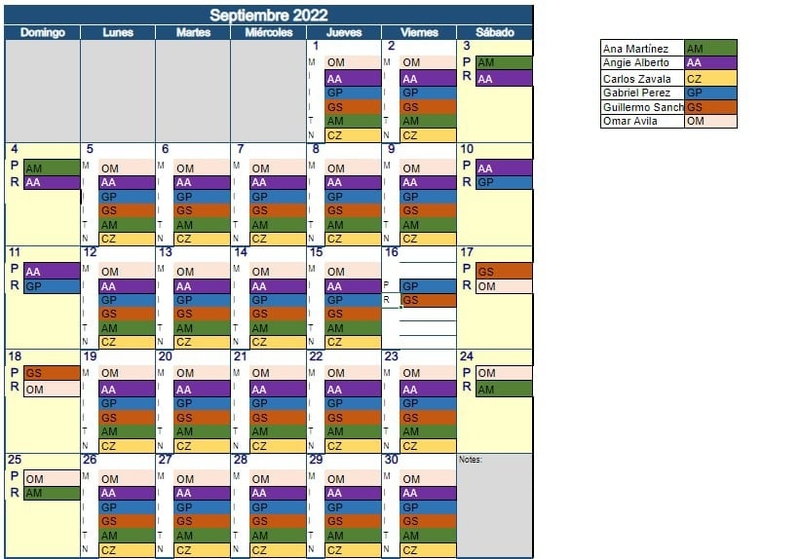 Septiembre 2022
Domingo Lunes Martes Miércoles Jueves Viernes Sábado
1 2 3
M OM M OM P AM
I AA I AA R AA
I GP I GP
I GS I GS
T AM T AM
N CZ N CZ
4 5 6 7 8 9 10
P AM M OM M OM M OM M OM M OM P AA
R AA I AA I AA I AA I AA I AA R GP
I GP I GP I GP I GP I GP
I GS I GS I GS I GS I GS
T AM T AM T AM T AM T AM
N CZ N CZ N CZ N CZ N CZ
11 12 13 14 15 16 17
P AA M OM M OM M OM M OM P GS
R GP I AA I AA I AA I AA P GP R OM
I GP I GP I GP I GP R GS
I GS I GS I GS I GS
T AM T AM T AM T AM
N CZ N CZ N CZ N CZ
18 19 20 21 22 23 24
P GS M OM M OM M OM M OM M OM P OM
R OM I AA I AA I AA I AA I AA R AM
I GP I GP I GP I GP I GP
I GS I GS I GS I GS I GS
T AM T AM T AM T AM T AM
N CZ N CZ N CZ N CZ N CZ
25 26 27 28 29 30 Notes:
P OM M OM M OM M OM M OM M OM
R AM I AA I AA I AA I AA I AA
I GP I GP I GP I GP I GP
I GS I GS I GS I GS I GS
T AM T AM T AM T AM T AM
N CZ N CZ N CZ N CZ N CZ
Ana Martínez AM
Angie Alberto AA
Carlos Zavala CZ
Gabriel Perez GP
Guillermo Sanch GS
Omar Avila OM